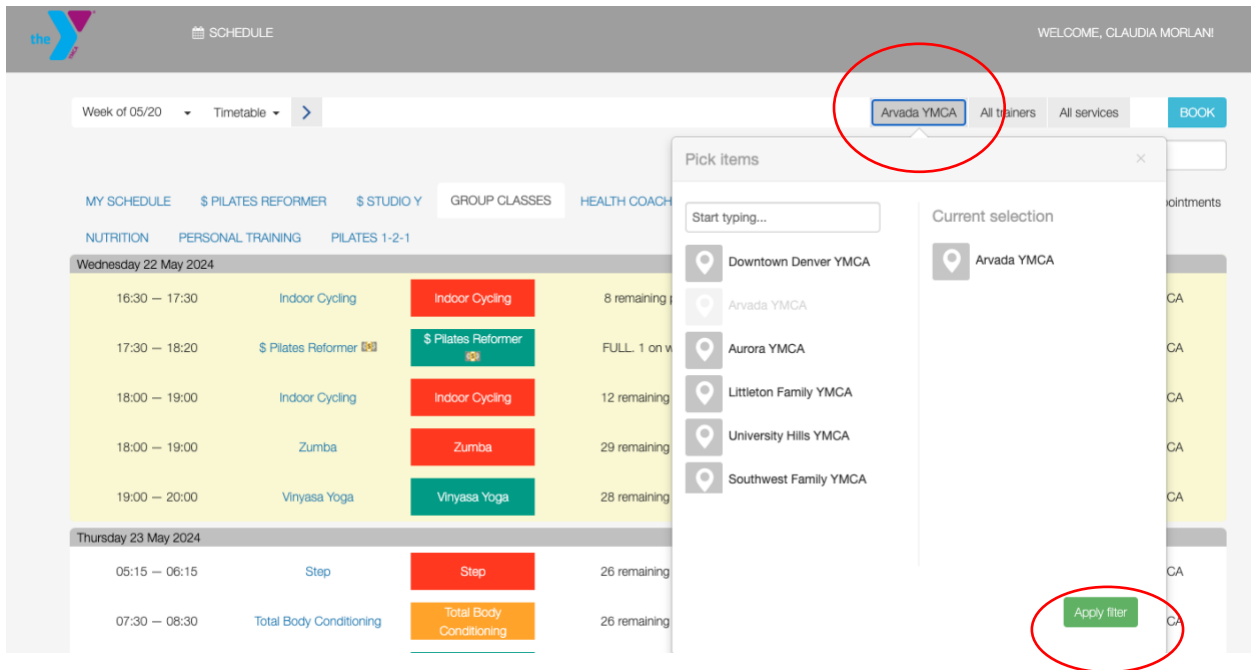 the
SCHEDULE
WELCOME, CLAUDIA MORLAN!
Week of 05/20 Timetable
Arvada YMCA All trainers All services BOOK
Pick items ×
MY SCHEDULE $ PILATES REFORMER $ STUDIO Y GROUP CLASSES HEALTH COACH
NUTRITION PERSONAL TRAINING PILATES 1-2-1
Start typing...
Downtown Denver YMCA
Arvada YMCA
Aurora YMCA
Littleton Family YMCA
University Hills YMCA
Southwest Family YMCA
Current selection
Arvada YMCA
Apply filter
Wednesday 22 May 2024
16:30 — 17:30 Indoor Cycling Indoor Cycling 8 remaining CA
17:30 — 18:20 $ Pilates Reformer $ Pilates Reformer FULL. 1 on CA
18:00 — 19:00 Indoor Cycling Indoor Cycling 12 remaining CA
18:00 — 19:00 Zumba Zumba 29 remaining CA
19:00 — 20:00 Vinyasa Yoga Vinyasa Yoga 28 remaining CA
Thursday 23 May 2024
05:15 — 06:15 Step Step 26 remaining CA
07:30 — 08:30 Total Body Conditioning Total Body
Conditioning 26 remaining CA